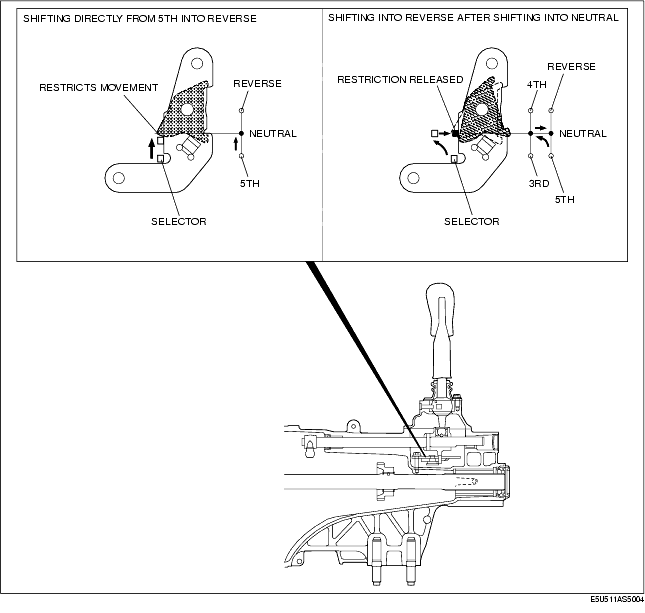 SHIFTING DIRECTLY FROM 5TH INTO REVERSE
RESTRICTS MOVEMENT
REVERSE
NEUTRAL
5TH
SELECTOR
SHIFTING INTO REVERSE AFTER SHIFTING INTO NEUTRAL
REVERSE
RESTRICTION RELEASED
4TH
NEUTRAL
3RD
5TH
SELECTOR
E5U511AS5004